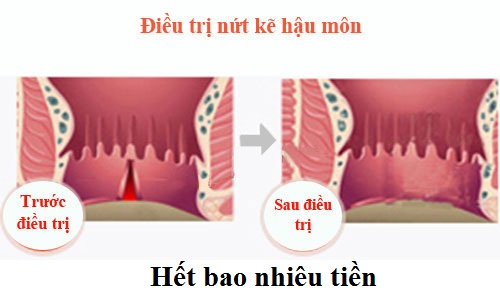 Điều trị nứt kẽ hậu môn
Trước
điều trị
Sau điều
trị
Hết bao nhiêu tiền